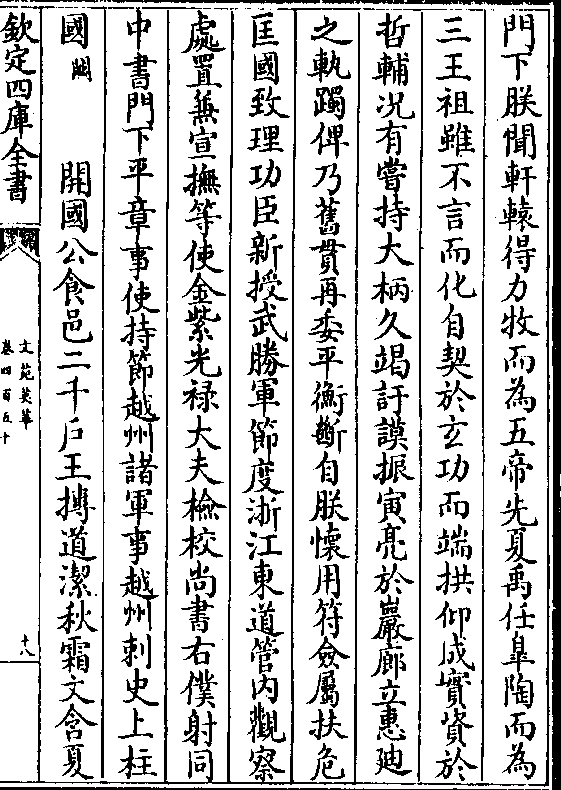 門下朕聞軒轅得力牧而為五帝先夏禹任臯陶而為
三王祖雖不言而化自契於玄功而端拱仰成實資於
哲輔况有嘗持大柄久竭訏謨振寅亮於巖廊立惠廸
之軌躅俾乃舊貫再委平衡斷自朕懷用符僉屬扶危
匡國致理功臣新授武勝軍節度浙江東道管内觀察
處置兼宣撫等使金紫光禄大夫檢校尚書右僕射同
中書門下平章事使持節越州諸軍事越州刺史上柱
國闕 開國公食邑二千户王摶道潔秋霜文含夏
欽定四庫全書
文苑英華
卷四百五十
十八